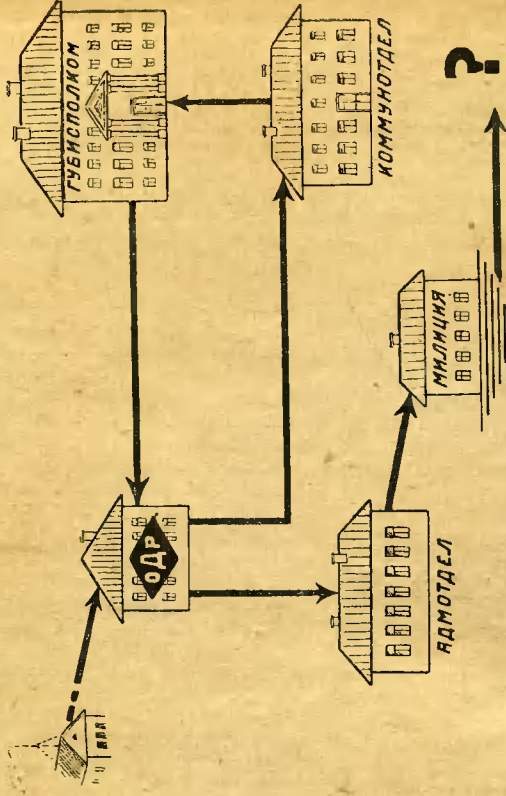 ГУБИСПОЛКОМ
КОММУНОТДЕЛ
?
ОДР
МИЛИЦИЯ
АДМОТДЕЛ